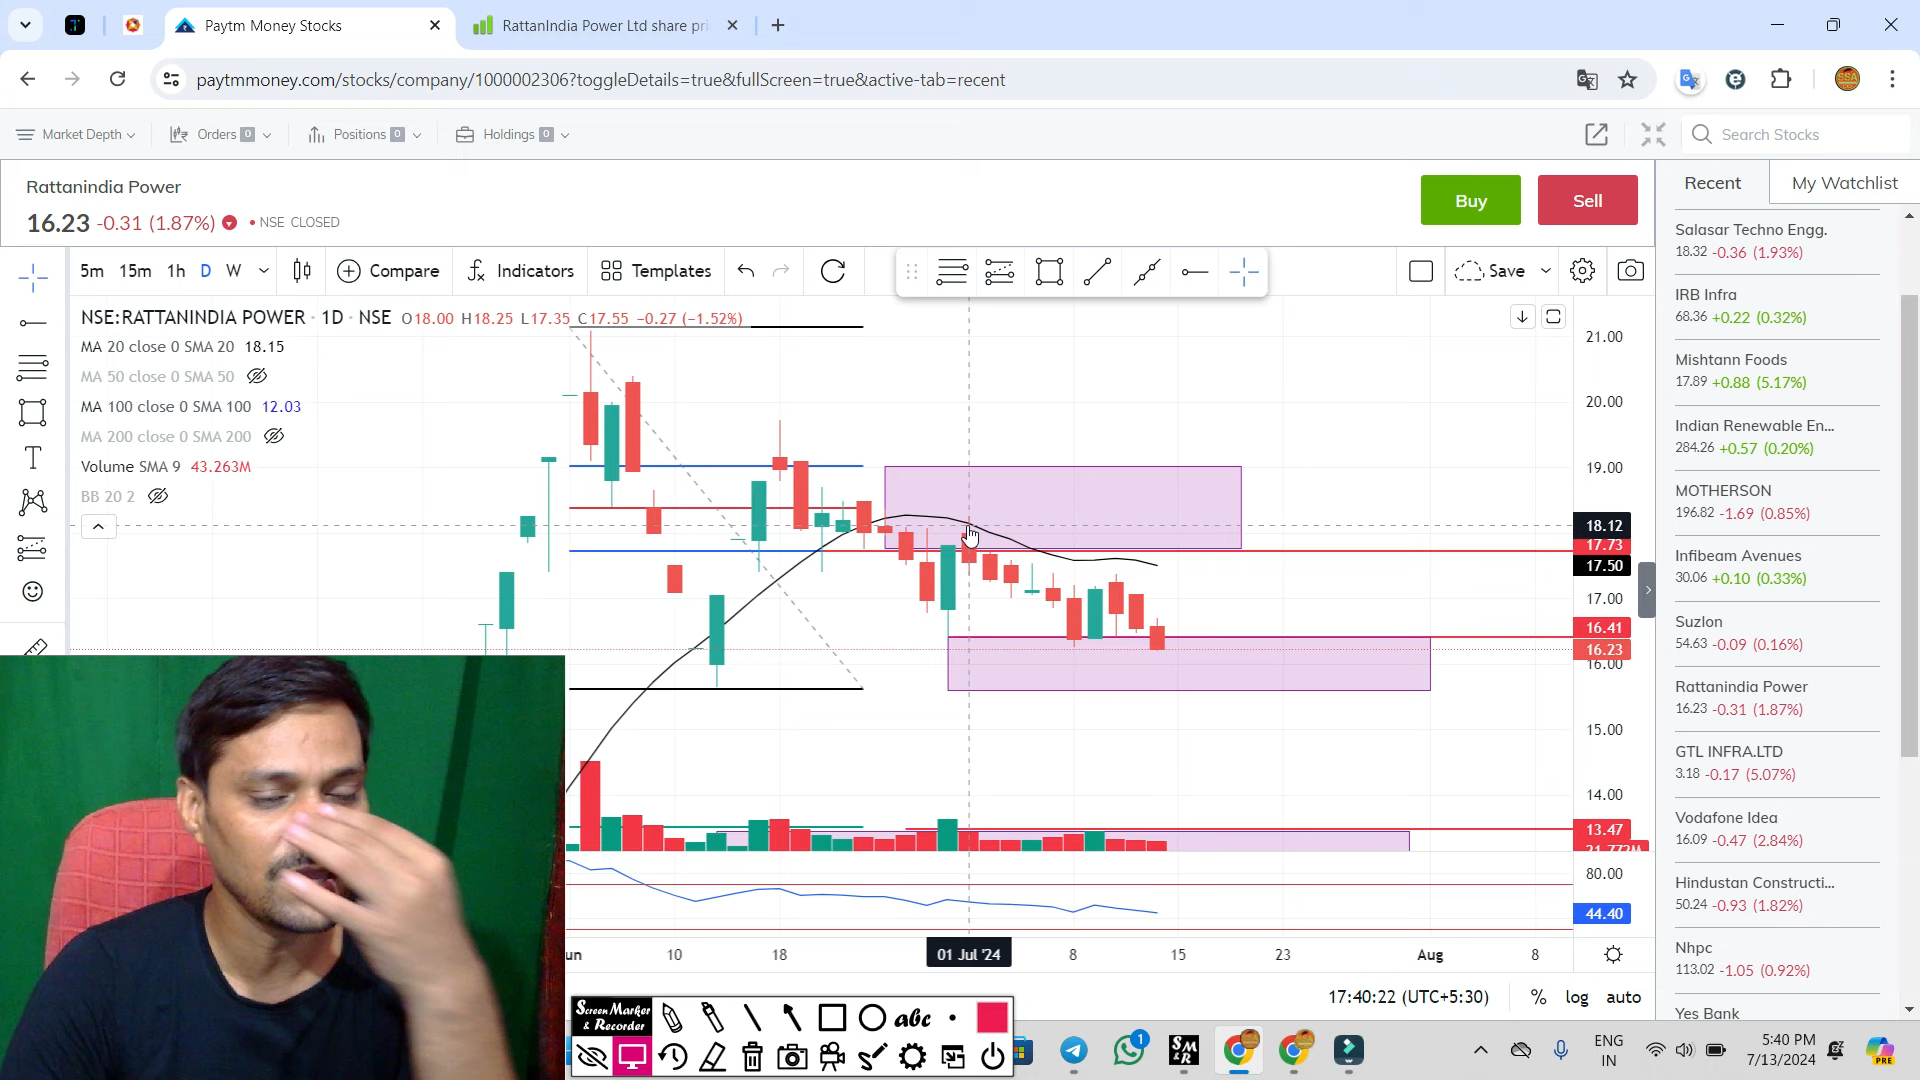 Paytm Money Stocks
RattanIndia Power Ltd share pri
paytmmoney.com/stocks/company/1000002306?toggleDetails=true&fullScreen=true&active-tab=recent
Market Depth
Orders 0
Positions 0
Holdings 0
Search Stocks
Rattanindia Power
16.23 -0.31 (1.87%) • NSE CLOSED
Buy
Sell
Recent
My Watchlist
5m 15m 1h D W
Compare
Indicators
Templates
Save
NSE:RATTANINDIA POWER · 1D · NSE O18.00 H18.25 L17.35 C17.55 −0.27 (−1.52%)
MA 20 close 0 SMA 20 18.15
MA 50 close 0 SMA 50
MA 100 close 0 SMA 100 12.03
MA 200 close 0 SMA 200
Volume SMA 9 43.263M
BB 20 2
21.00
20.00
19.00
18.12
17.73
17.50
17.00
16.41
16.23
16.00
15.00
14.00
13.47
21.772M
80.00
44.40
un
10
18
01 Jul '24
8
15
23
Aug
8
17:40:22 (UTC+5:30)
%
log
auto
Salasar Techno Engg.
18.32 -0.36 (1.93%)
IRB Infra
68.36 +0.22 (0.32%)
Mishtann Foods
17.89 +0.88 (5.17%)
Indian Renewable En...
284.26 +0.57 (0.20%)
MOTHERSON
196.82 -1.69 (0.85%)
Infibeam Avenues
30.06 +0.10 (0.33%)
Suzlon
54.63 -0.09 (0.16%)
Rattanindia Power
16.23 -0.31 (1.87%)
GTL INFRA.LTD
3.18 -0.17 (5.07%)
Vodafone Idea
16.09 -0.47 (2.84%)
Hindustan Constructi...
50.24 -0.93 (1.82%)
Nhpc
113.02 -1.05 (0.92%)
Yes Bank
Screen Marker
& Recorder
abc
1
SM
&R
ENG
IN
5:40 PM
7/13/2024
PRE